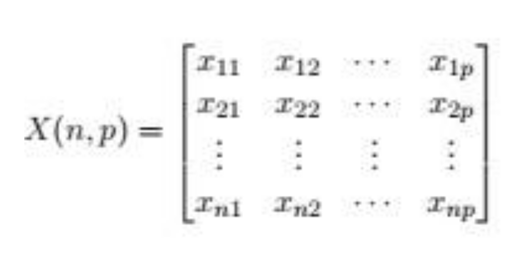 X(n, p) = 
x₁₁ x₁₂ ⋯ x₁ₚ
x₂₁ x₂₂ ⋯ x₂ₚ
⋮ ⋮ ⋮ ⋮
xₙ₁ xₙ₂ ⋯ xₙₚ